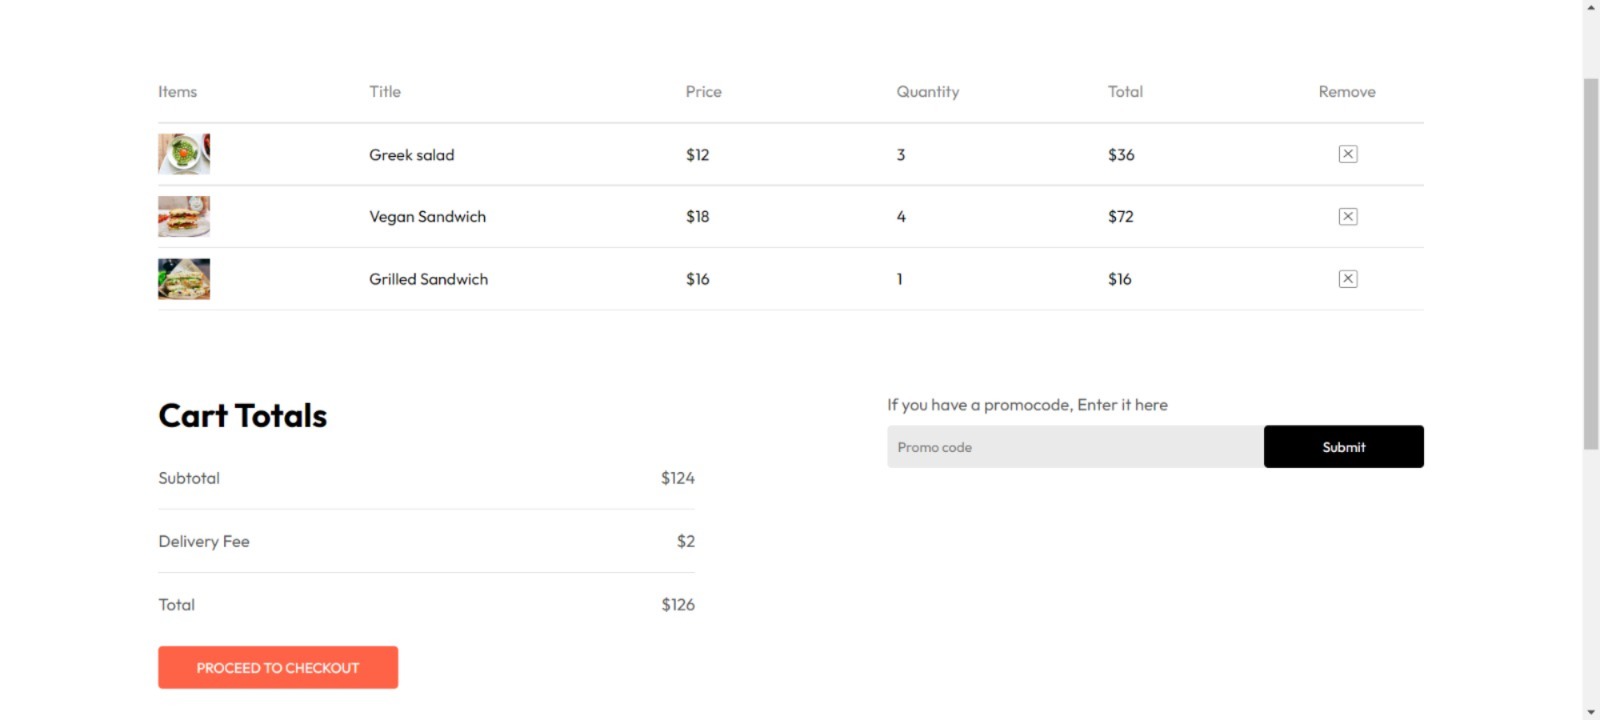 Items Title Price Quantity Total Remove
Greek salad $12 3 $36
Vegan Sandwich $18 4 $72
Grilled Sandwich $16 1 $16
Cart Totals
If you have a promocode, Enter it here
Promo code Submit
Subtotal $124
Delivery Fee $2
Total $126
PROCEED TO CHECKOUT